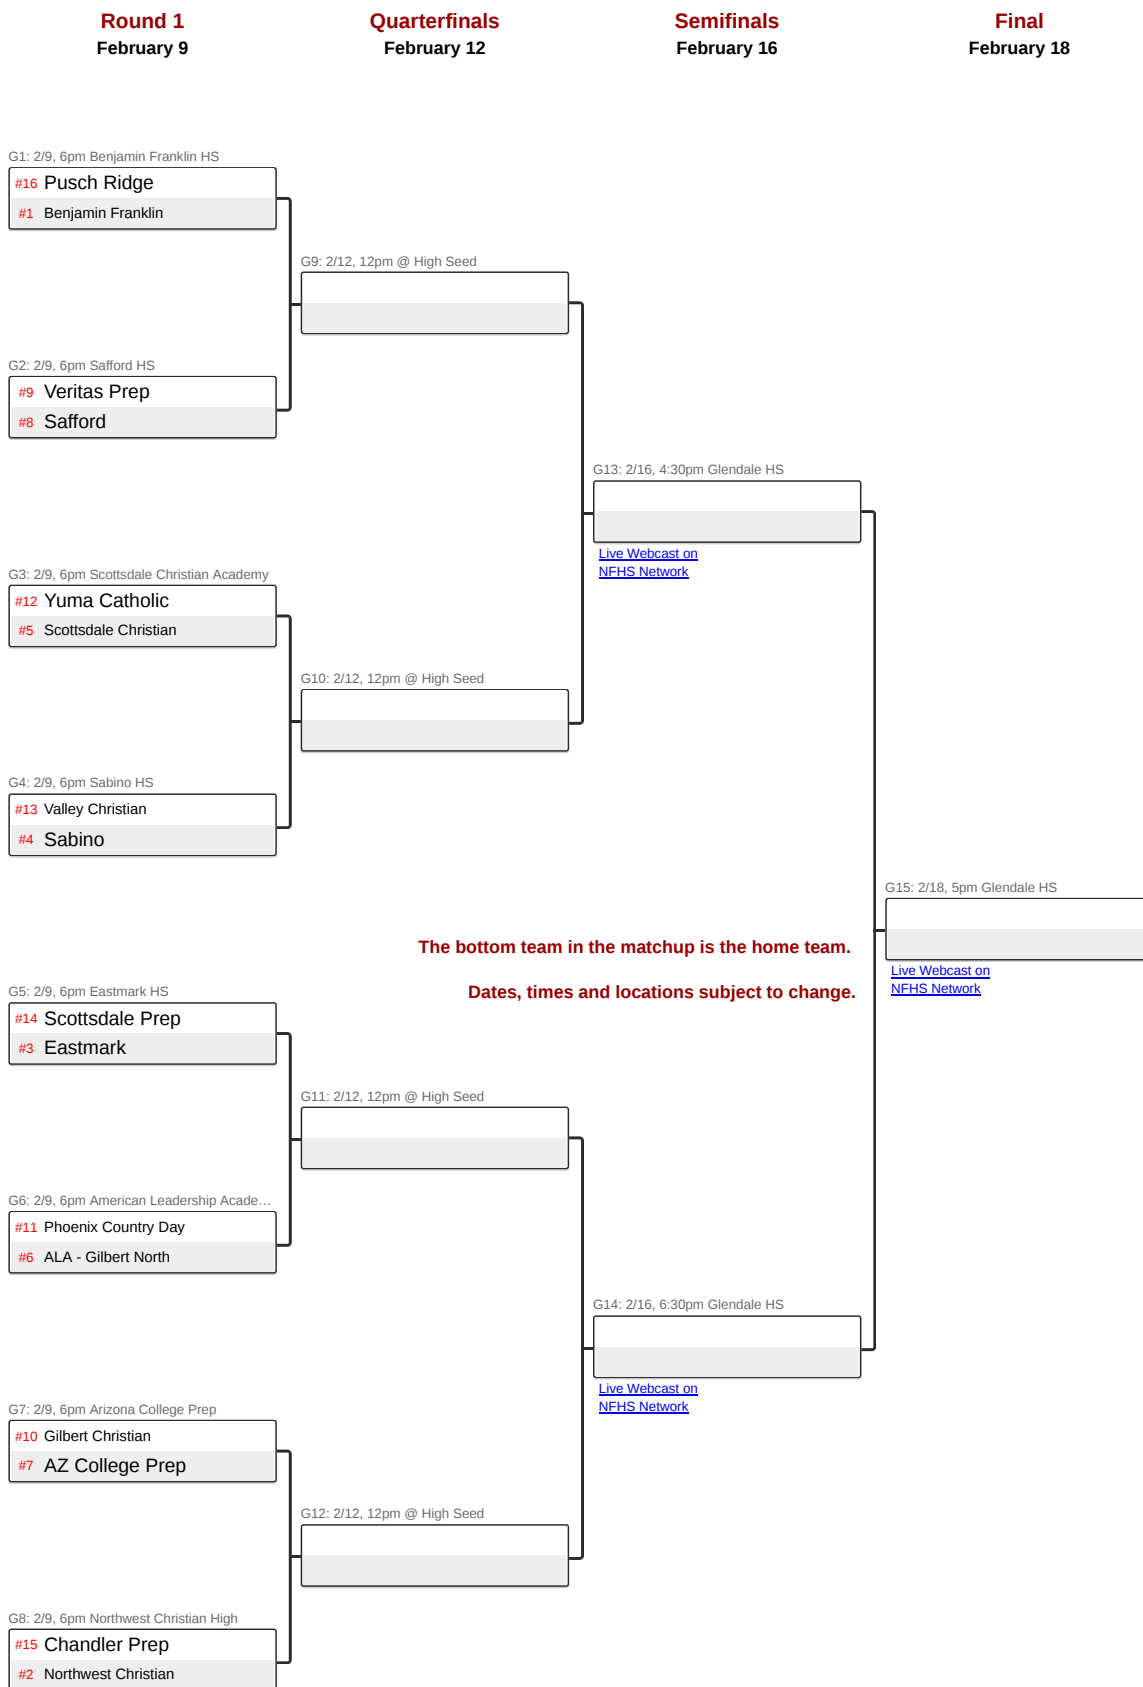 Round 1
February 9
Quarterfinals
February 12
Semifinals
February 16
Final
February 18
G1: 2/9, 6pm Benjamin Franklin HS
#16 Pusch Ridge
#1 Benjamin Franklin
G9: 2/12, 12pm @ High Seed
G2: 2/9, 6pm Safford HS
#9 Veritas Prep
#8 Safford
G13: 2/16, 4:30pm Glendale HS
Live Webcast on
NFHS Network
G3: 2/9, 6pm Scottsdale Christian Academy
#12 Yuma Catholic
#5 Scottsdale Christian
G10: 2/12, 12pm @ High Seed
G4: 2/9, 6pm Sabino HS
#13 Valley Christian
#4 Sabino
G15: 2/18, 5pm Glendale HS
Live Webcast on
NFHS Network
The bottom team in the matchup is the home team.
Dates, times and locations subject to change.
G5: 2/9, 6pm Eastmark HS
#14 Scottsdale Prep
#3 Eastmark
G11: 2/12, 12pm @ High Seed
G6: 2/9, 6pm American Leadership Acade...
#11 Phoenix Country Day
#6 ALA - Gilbert North
G14: 2/16, 6:30pm Glendale HS
Live Webcast on
NFHS Network
G7: 2/9, 6pm Arizona College Prep
#10 Gilbert Christian
#7 AZ College Prep
G12: 2/12, 12pm @ High Seed
G8: 2/9, 6pm Northwest Christian High
#15 Chandler Prep
#2 Northwest Christian